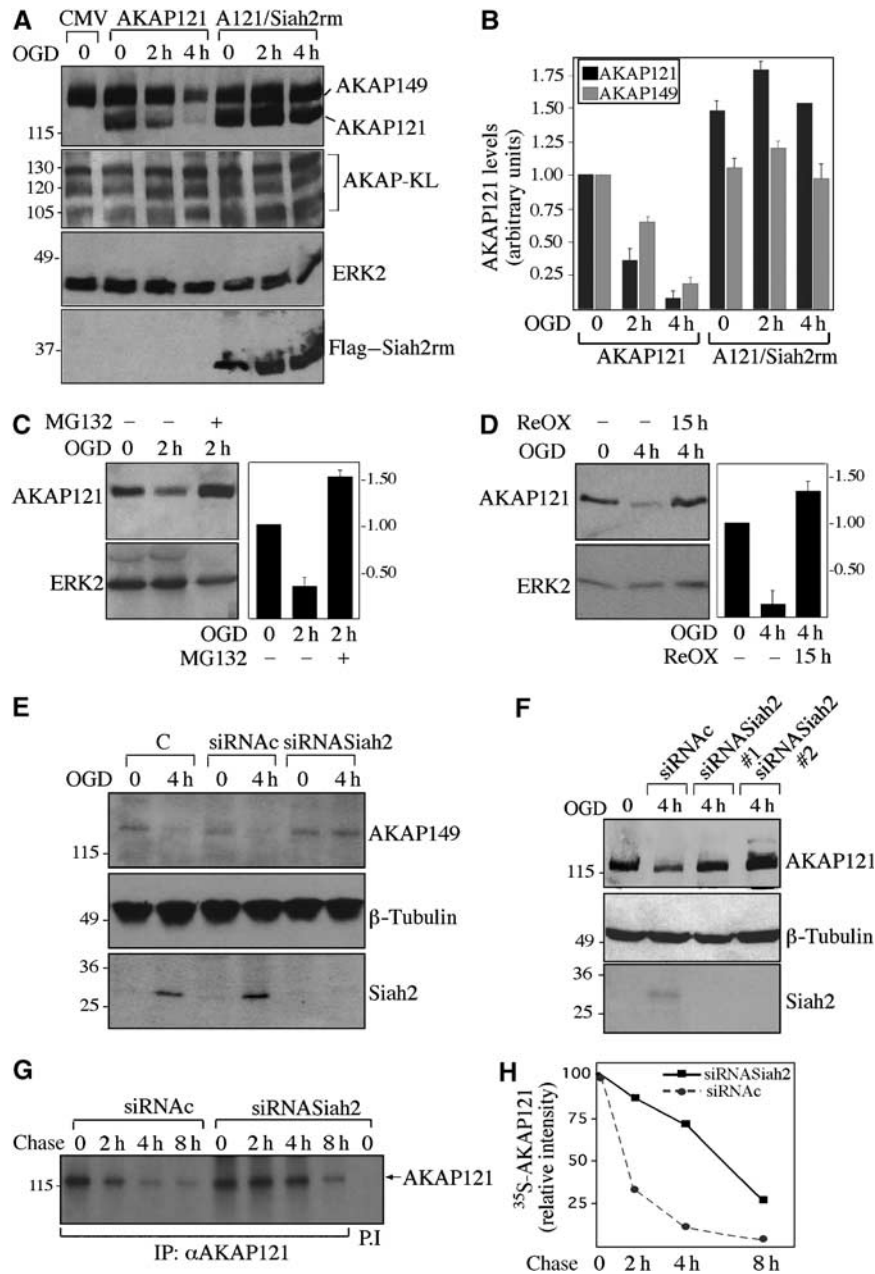 A
CMV AKAP121 A121/Siah2rm
OGD 0 0 2 h 4 h 0 2 h 4 h
AKAP149
AKAP121
115
130
120
105
AKAP-KL
49
ERK2
37
Flag–Siah2rm
B
AKAP121
AKAP149
AKAP121 levels
(arbitrary units)
1.75
1.50
1.25
1.00
0.75
0.50
0.25
OGD 0 2 h 4 h 0 2 h 4 h
AKAP121 A121/Siah2rm
C
MG132 – – +
OGD 0 2 h 2 h
AKAP121
ERK2
1.50
1.00
0.50
OGD 0 2 h 2 h
MG132 – – +
D
ReOX – – 15 h
OGD 0 4 h 4 h
AKAP121
ERK2
1.50
1.00
0.50
OGD 0 4 h 4 h
ReOX – – 15 h
E
C siRNAc siRNASiah2
OGD 0 4 h 0 4 h 0 4 h
AKAP149
115
β-Tubulin
49
36
Siah2
25
F
siRNAc
siRNASiah2 #1
siRNASiah2 #2
OGD 0 4 h 4 h 4 h
AKAP121
115
β-Tubulin
49
36
Siah2
25
G
siRNAc siRNASiah2
Chase 0 2 h 4 h 8 h 0 2 h 4 h 8 h 0
115
AKAP121
IP: αAKAP121
P.I
H
siRNASiah2
siRNAc
35S-AKAP121
(relative intensity)
100
75
50
25
Chase 0 2 h 4 h 8 h